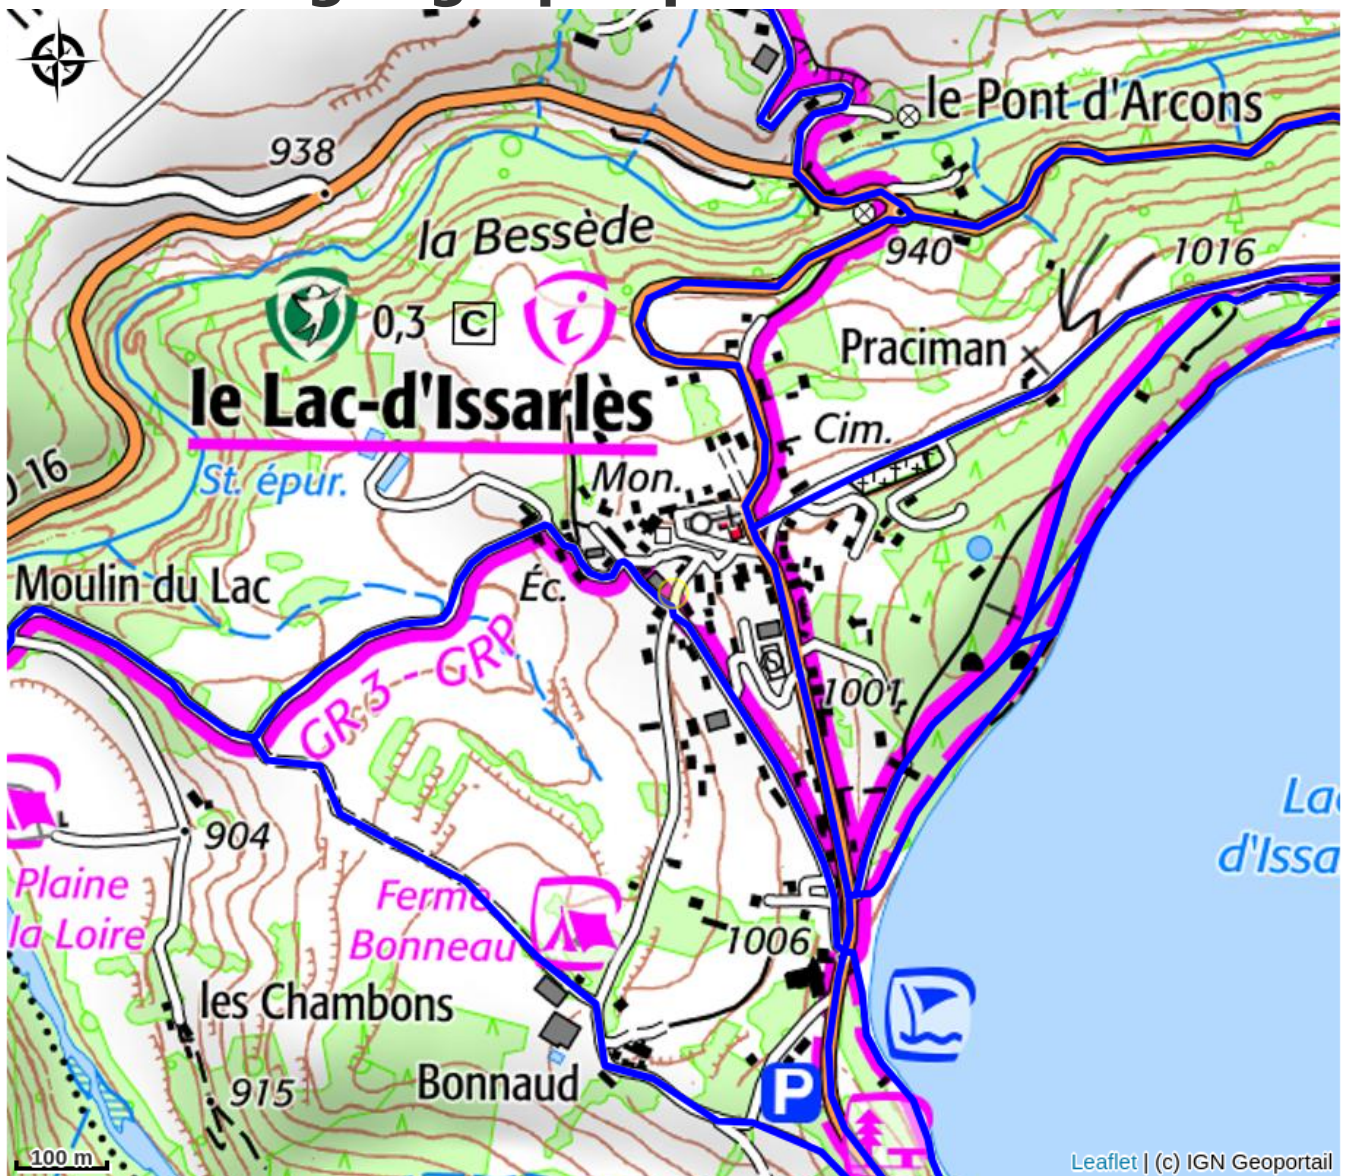 le Pont d'Arcons
938
la Bessède
940
1016
0,3 C
i
Praciman
le Lac-d'Issarlès
Cim.
D 16
St. épur.
Mon.
Moulin du Lac
Éc.
GR 3 - GRP
1001
904
Lac
d'Issa
Plaine
la Loire
Ferme
Bonneau
1006
les Chambons
915
Bonnaud
P
100 m
Leaflet | (c) IGN Geoportail